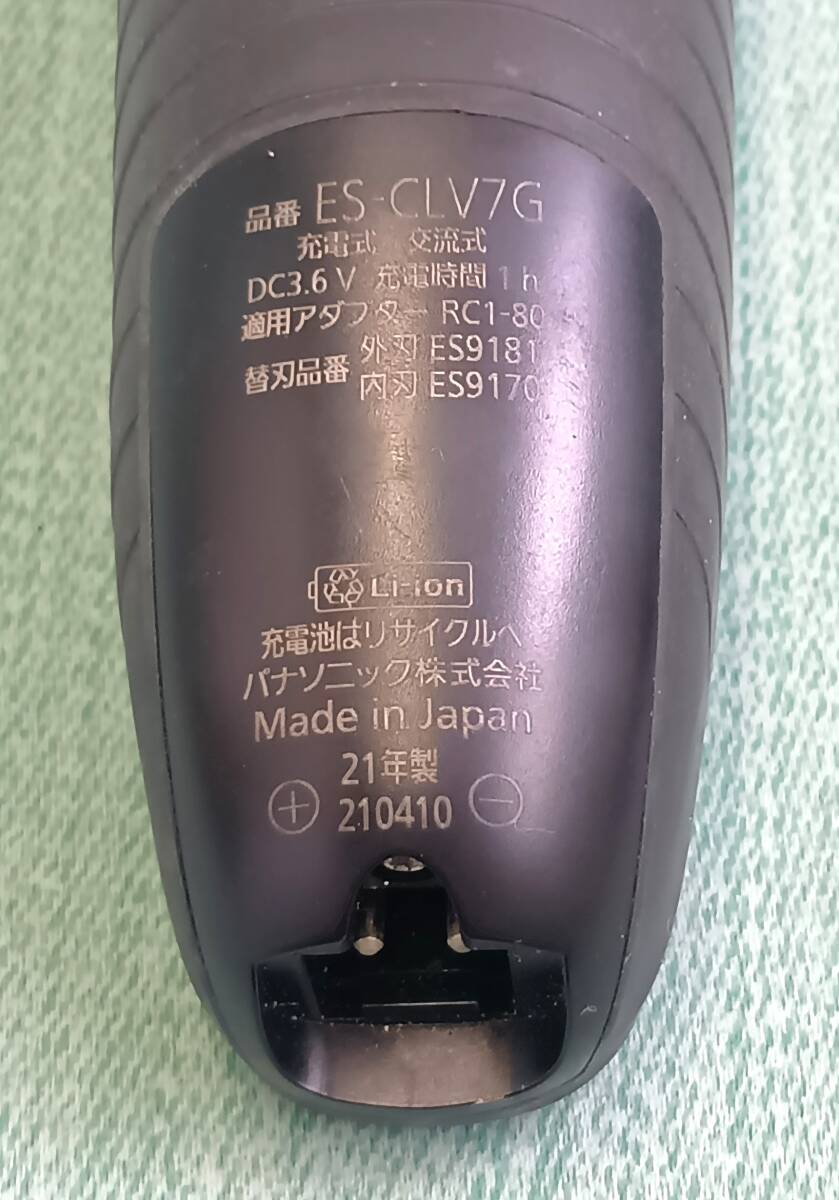 品番 ES-CLV7G
充電式 交流式
DC3.6 V 充電時間 1 h
適用アダプター RC1-80
替刃品番 外刃 ES9181
内刃 ES9170
Li-ion
充電池はリサイクルへ
パナソニック株式会社
Made in Japan
21年製
+ 210410 −